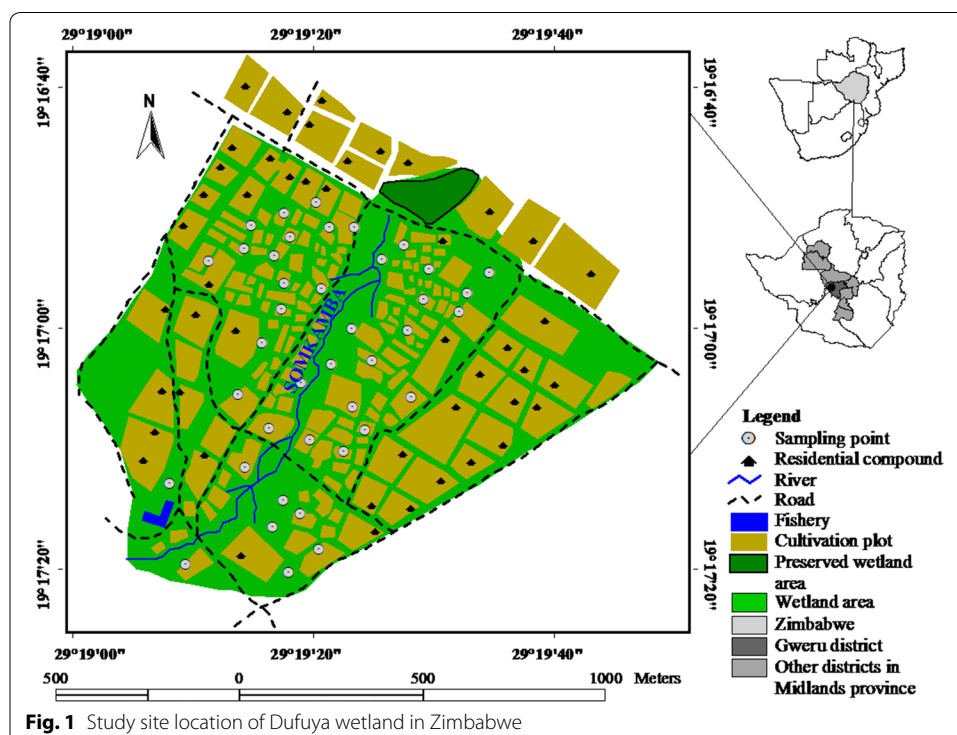 29°19'00" 29°19'20" 29°19'40"
19°16'40"
19°17'00"
19°17'20"
N
SOMKAMBA
19°16'40"
19°17'00"
19°17'20"
29°19'00" 29°19'20" 29°19'40"
500 0 500 1000 Meters
Legend
Sampling point
Residential compound
River
Road
Fishery
Cultivation plot
Preserved wetland
area
Wetland area
Zimbabwe
Gweru district
Other districts in
Midlands province
Fig. 1 Study site location of Dufuya wetland in Zimbabwe